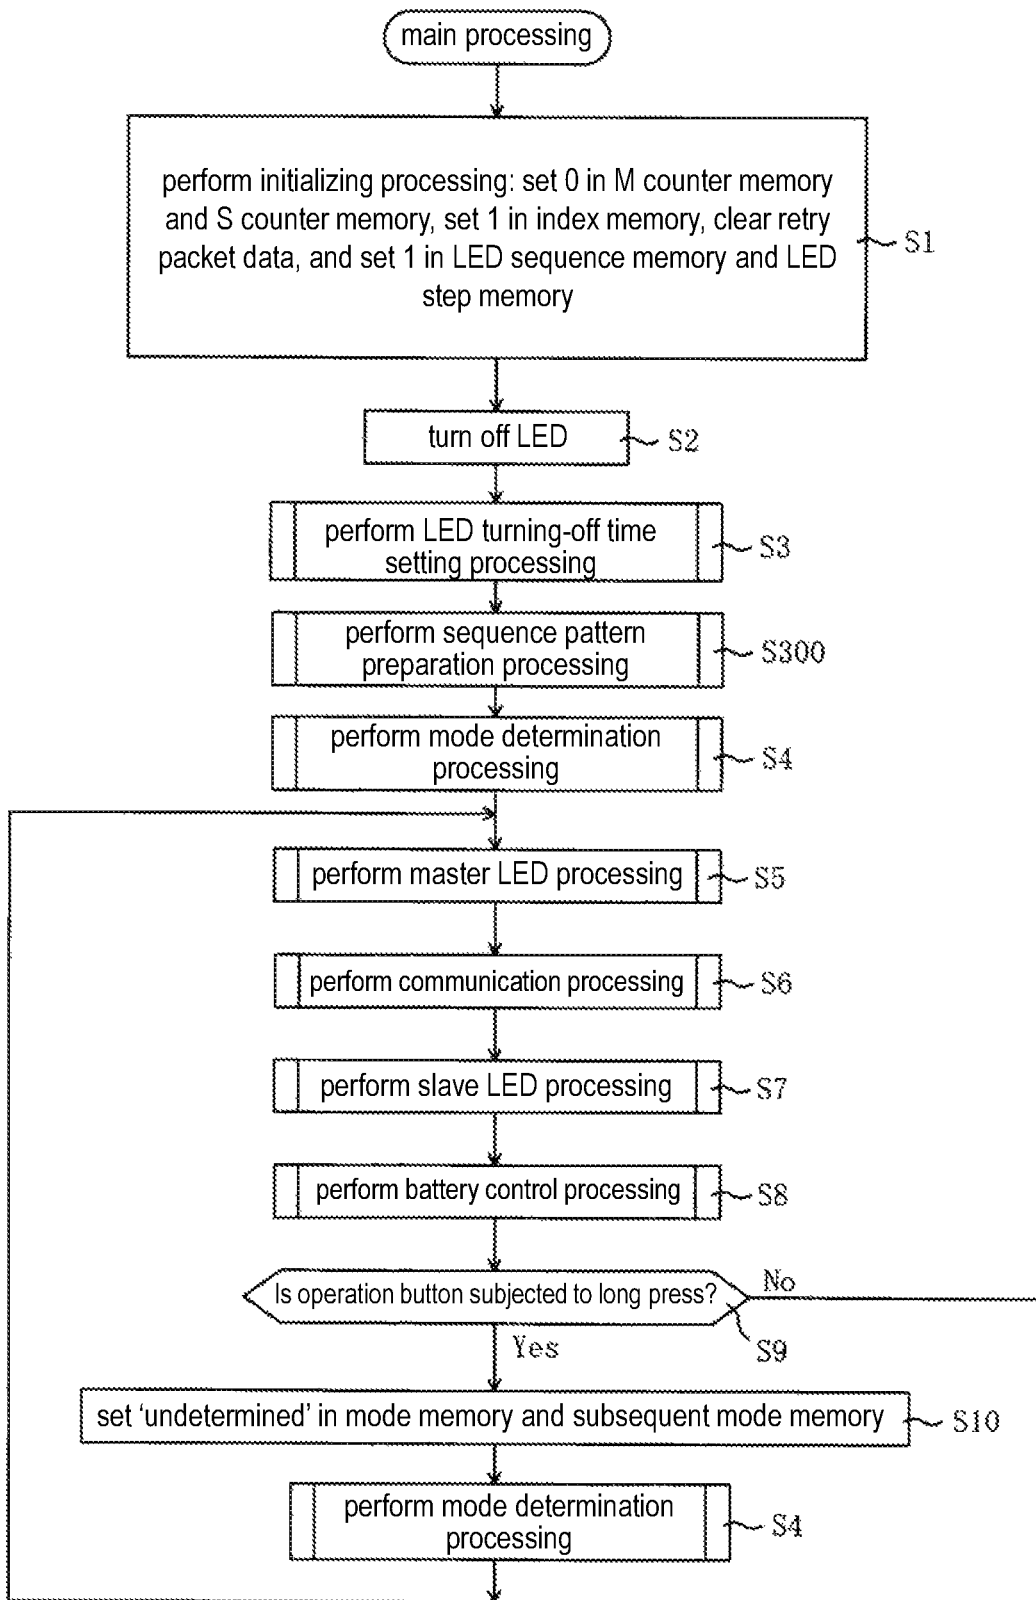 main processing
perform initializing processing: set 0 in M counter memory
and S counter memory, set 1 in index memory, clear retry
packet data, and set 1 in LED sequence memory and LED
step memory
S1
turn off LED
S2
perform LED turning-off time
setting processing
S3
perform sequence pattern
preparation processing
S300
perform mode determination
processing
S4
perform master LED processing
S5
perform communication processing
S6
perform slave LED processing
S7
perform battery control processing
S8
Is operation button subjected to long press?
No
S9
Yes
set ‘undetermined’ in mode memory and subsequent mode memory
S10
perform mode determination
processing
S4